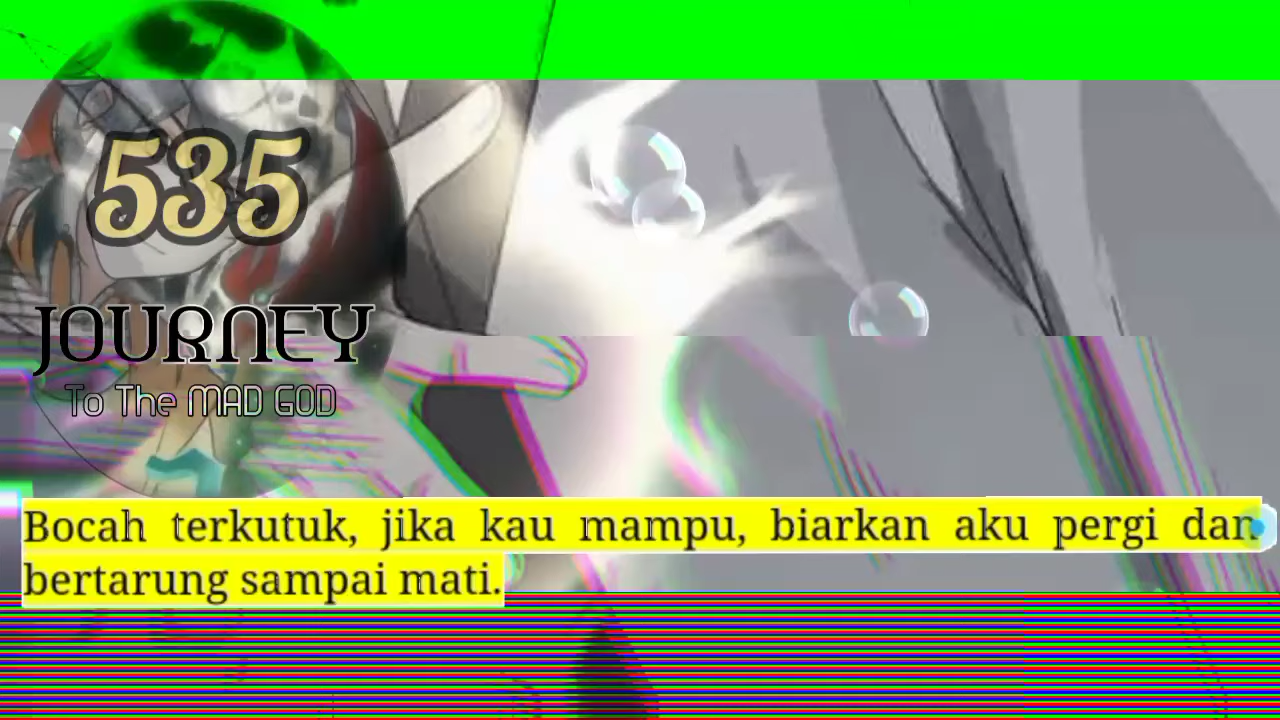 535
JOURNEY
To The MAD GOD
Bocah terkutuk, jika kau mampu, biarkan aku pergi dan
bertarung sampai mati.